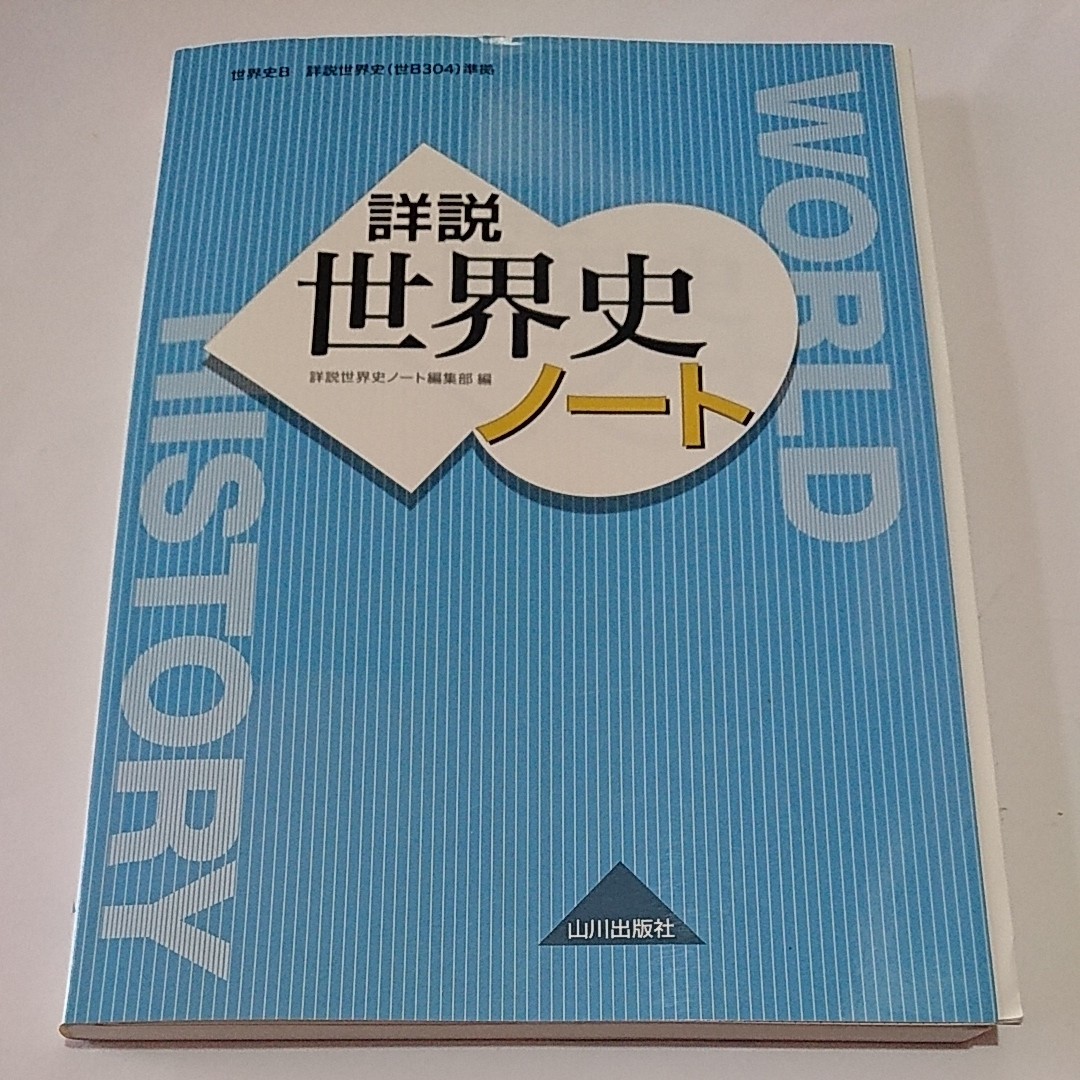 世界史B 詳説世界史(世B304)準拠
WORLD
詳説
世界史
ノート
詳説世界史ノート編集部 編
HISTORY
山川出版社